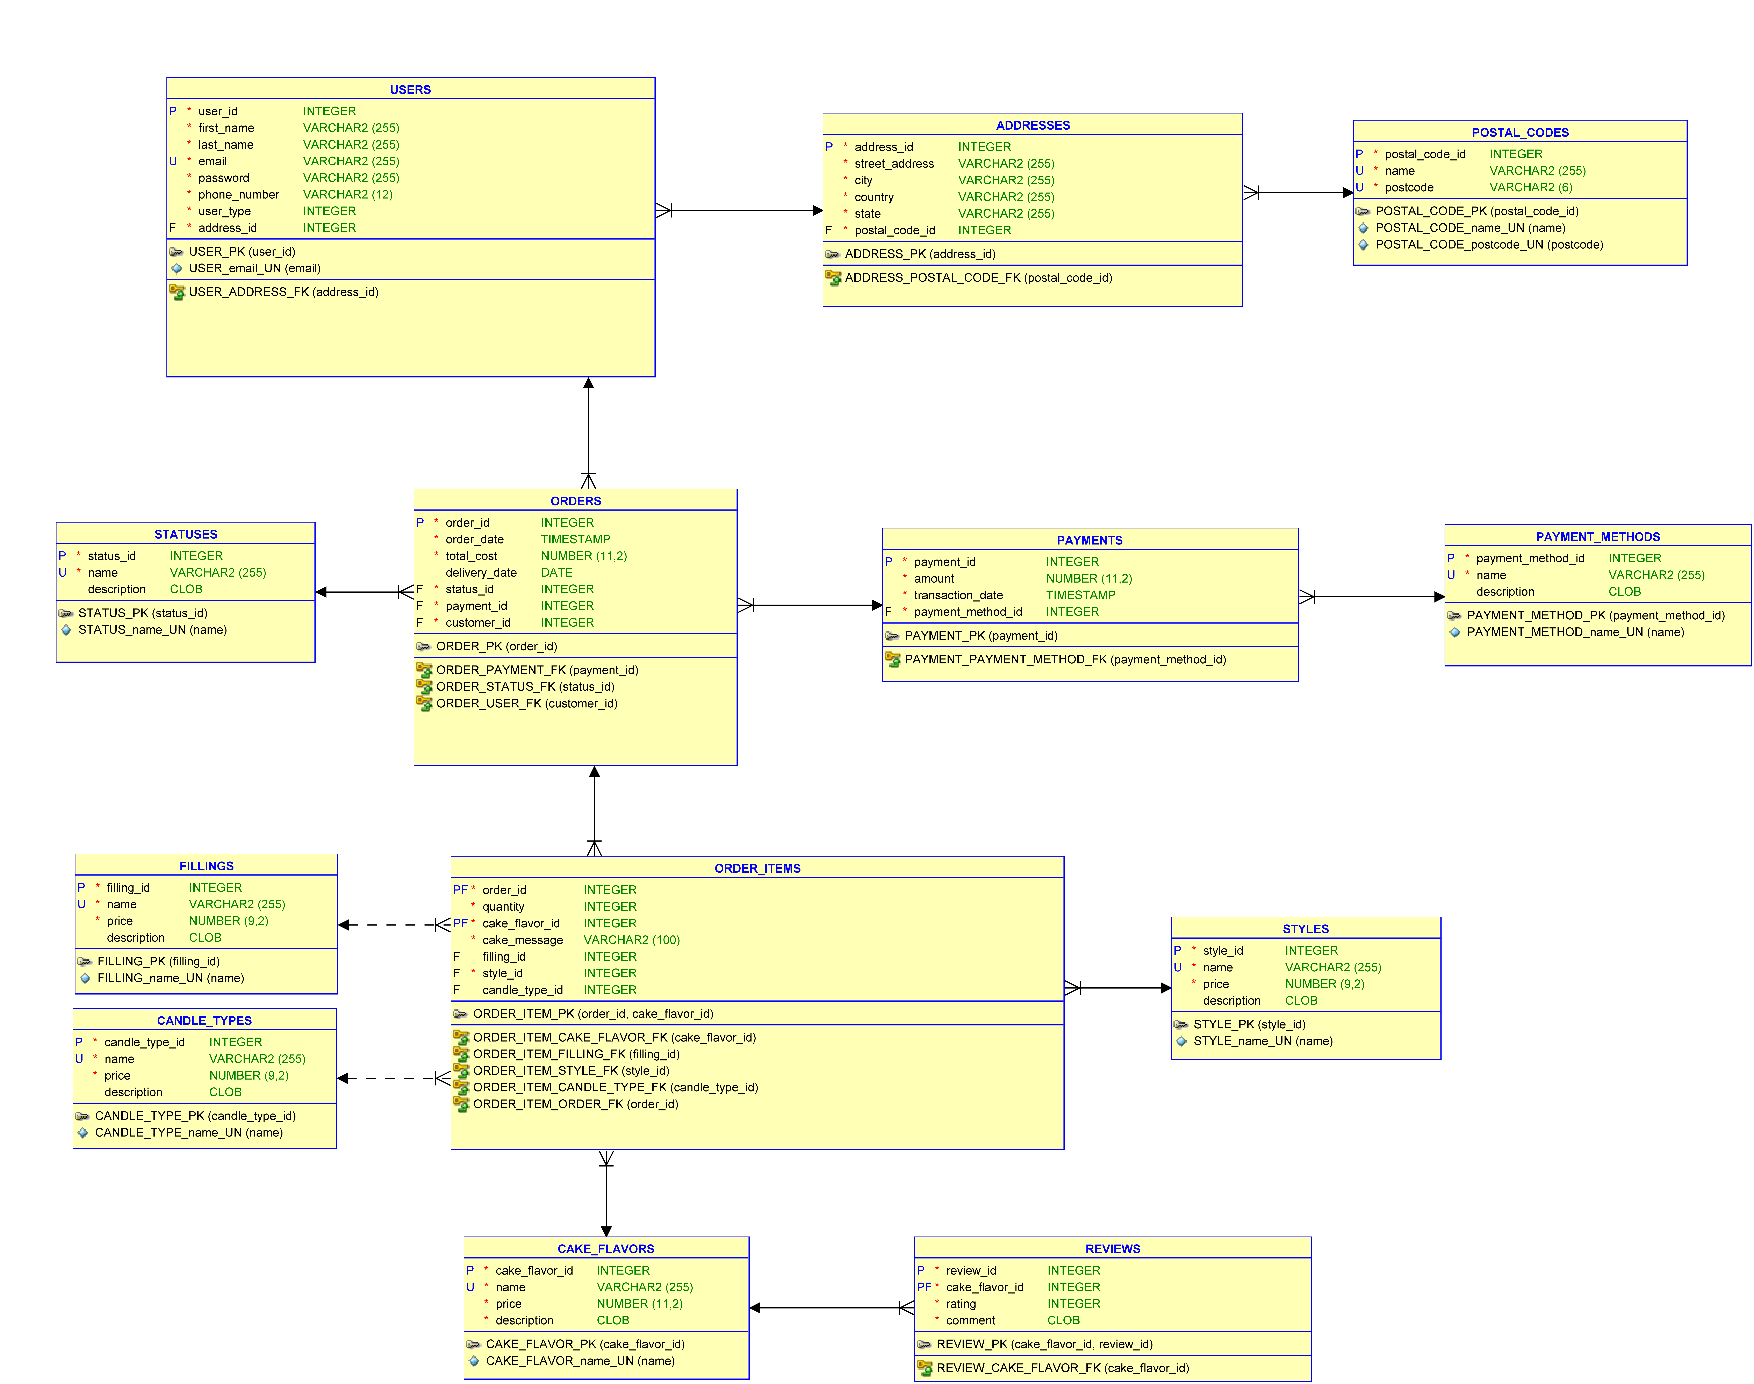 USERS
P * user_id INTEGER
* first_name VARCHAR2 (255)
* last_name VARCHAR2 (255)
U * email VARCHAR2 (255)
* password VARCHAR2 (255)
* phone_number VARCHAR2 (12)
* user_type INTEGER
F * address_id INTEGER
USER_PK (user_id)
USER_email_UN (email)
USER_ADDRESS_FK (address_id)
ADDRESSES
P * address_id INTEGER
* street_address VARCHAR2 (255)
* city VARCHAR2 (255)
* country VARCHAR2 (255)
* state VARCHAR2 (255)
F * postal_code_id INTEGER
ADDRESS_PK (address_id)
ADDRESS_POSTAL_CODE_FK (postal_code_id)
POSTAL_CODES
P * postal_code_id INTEGER
U * name VARCHAR2 (255)
U * postcode VARCHAR2 (6)
POSTAL_CODE_PK (postal_code_id)
POSTAL_CODE_name_UN (name)
POSTAL_CODE_postcode_UN (postcode)
STATUSES
P * status_id INTEGER
U * name VARCHAR2 (255)
description CLOB
STATUS_PK (status_id)
STATUS_name_UN (name)
ORDERS
P * order_id INTEGER
* order_date TIMESTAMP
* total_cost NUMBER (11,2)
delivery_date DATE
F * status_id INTEGER
F * payment_id INTEGER
F * customer_id INTEGER
ORDER_PK (order_id)
ORDER_PAYMENT_FK (payment_id)
ORDER_STATUS_FK (status_id)
ORDER_USER_FK (customer_id)
PAYMENTS
P * payment_id INTEGER
* amount NUMBER (11,2)
* transaction_date TIMESTAMP
F * payment_method_id INTEGER
PAYMENT_PK (payment_id)
PAYMENT_PAYMENT_METHOD_FK (payment_method_id)
PAYMENT_METHODS
P * payment_method_id INTEGER
U * name VARCHAR2 (255)
description CLOB
PAYMENT_METHOD_PK (payment_method_id)
PAYMENT_METHOD_name_UN (name)
FILLINGS
P * filling_id INTEGER
U * name VARCHAR2 (255)
* price NUMBER (9,2)
description CLOB
FILLING_PK (filling_id)
FILLING_name_UN (name)
CANDLE_TYPES
P * candle_type_id INTEGER
U * name VARCHAR2 (255)
* price NUMBER (9,2)
description CLOB
CANDLE_TYPE_PK (candle_type_id)
CANDLE_TYPE_name_UN (name)
ORDER_ITEMS
PF * order_id INTEGER
* quantity INTEGER
PF * cake_flavor_id INTEGER
* cake_message VARCHAR2 (100)
F filling_id INTEGER
F * style_id INTEGER
F candle_type_id INTEGER
ORDER_ITEM_PK (order_id, cake_flavor_id)
ORDER_ITEM_CAKE_FLAVOR_FK (cake_flavor_id)
ORDER_ITEM_FILLING_FK (filling_id)
ORDER_ITEM_STYLE_FK (style_id)
ORDER_ITEM_CANDLE_TYPE_FK (candle_type_id)
ORDER_ITEM_ORDER_FK (order_id)
STYLES
P * style_id INTEGER
U * name VARCHAR2 (255)
* price NUMBER (9,2)
description CLOB
STYLE_PK (style_id)
STYLE_name_UN (name)
CAKE_FLAVORS
P * cake_flavor_id INTEGER
U * name VARCHAR2 (255)
* price NUMBER (11,2)
* description CLOB
CAKE_FLAVOR_PK (cake_flavor_id)
CAKE_FLAVOR_name_UN (name)
REVIEWS
P * review_id INTEGER
PF * cake_flavor_id INTEGER
* rating INTEGER
* comment CLOB
REVIEW_PK (cake_flavor_id, review_id)
REVIEW_CAKE_FLAVOR_FK (cake_flavor_id)